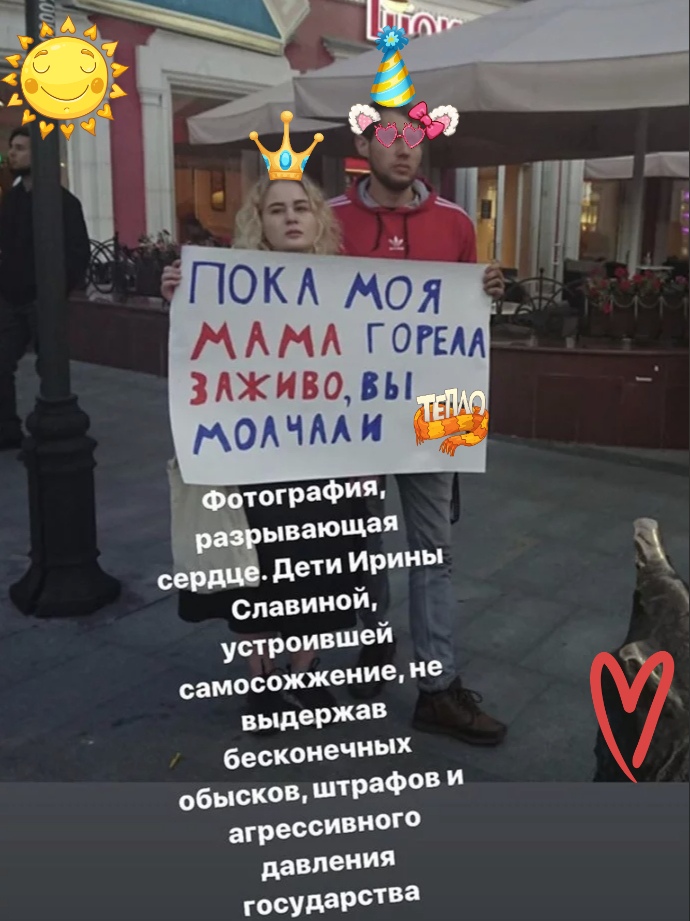 ПОКА МОЯ
МАМА ГОРЕЛА
ЗАЖИВО, ВЫ
МОЛЧАЛИ
ТЕПЛО
Фотография,
разрывающая
сердце. Дети Ирины
Славиной,
устроившей
самосожжение, не
выдержав
бесконечных
обысков, штрафов и
агрессивного
давления
государства